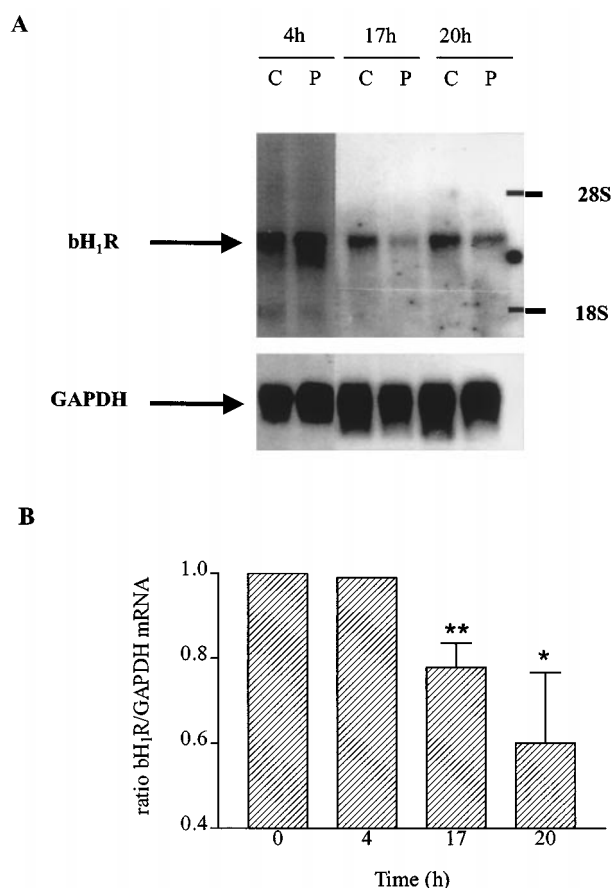 A
4h 17h 20h
C P C P C P
28S
bH₁R
18S
GAPDH
B
ratio bH₁R/GAPDH mRNA
1.0
0.8
0.6
0.4
**
*
0 4 17 20
Time (h)